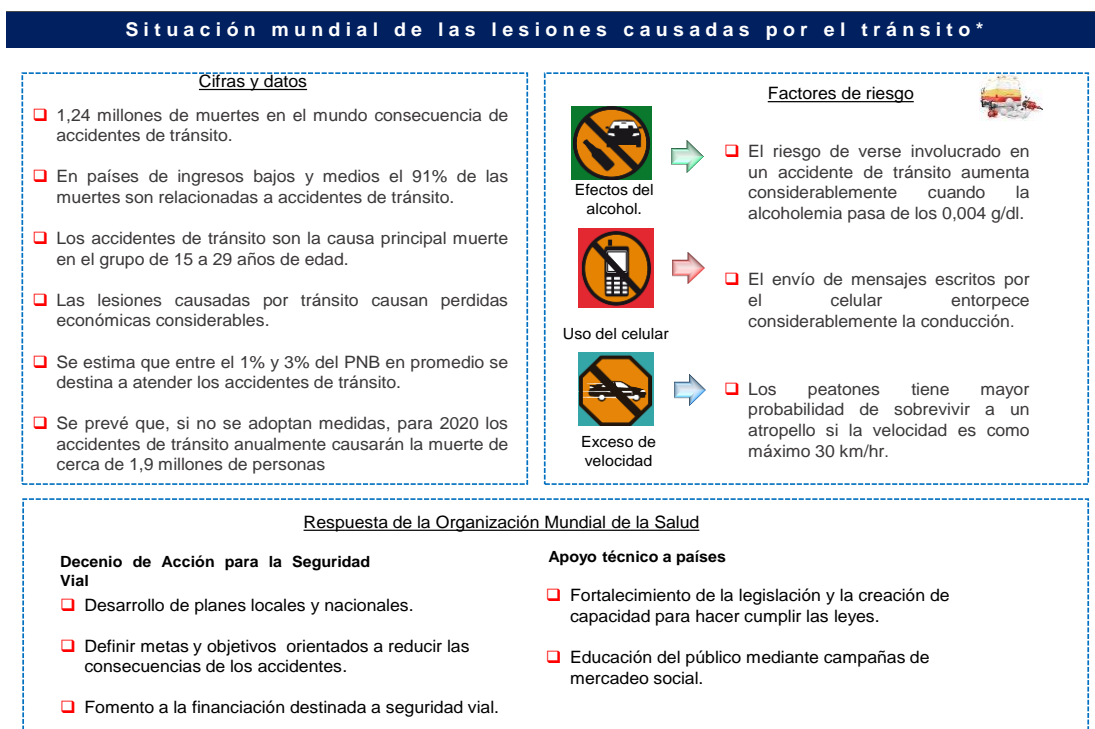 Situación mundial de las lesiones causadas por el tránsito*
Cifras y datos
❑ 1,24 millones de muertes en el mundo consecuencia de
accidentes de tránsito.
❑ En países de ingresos bajos y medios el 91% de las
muertes son relacionadas a accidentes de tránsito.
❑ Los accidentes de tránsito son la causa principal muerte
en el grupo de 15 a 29 años de edad.
❑ Las lesiones causadas por tránsito causan perdidas
económicas considerables.
❑ Se estima que entre el 1% y 3% del PNB en promedio se
destina a atender los accidentes de tránsito.
❑ Se prevé que, si no se adoptan medidas, para 2020 los
accidentes de tránsito anualmente causarán la muerte de
cerca de 1,9 millones de personas
Factores de riesgo
Efectos del
alcohol.
❑ El riesgo de verse involucrado en
un accidente de tránsito aumenta
considerablemente cuando la
alcoholemia pasa de los 0,004 g/dl.
Uso del celular
❑ El envío de mensajes escritos por
el celular entorpece
considerablemente la conducción.
Exceso de
velocidad
❑ Los peatones tiene mayor
probabilidad de sobrevivir a un
atropello si la velocidad es como
máximo 30 km/hr.
Respuesta de la Organización Mundial de la Salud
Decenio de Acción para la Seguridad
Vial
❑ Desarrollo de planes locales y nacionales.
❑ Definir metas y objetivos orientados a reducir las
consecuencias de los accidentes.
❑ Fomento a la financiación destinada a seguridad vial.
Apoyo técnico a países
❑ Fortalecimiento de la legislación y la creación de
capacidad para hacer cumplir las leyes.
❑ Educación del público mediante campañas de
mercadeo social.